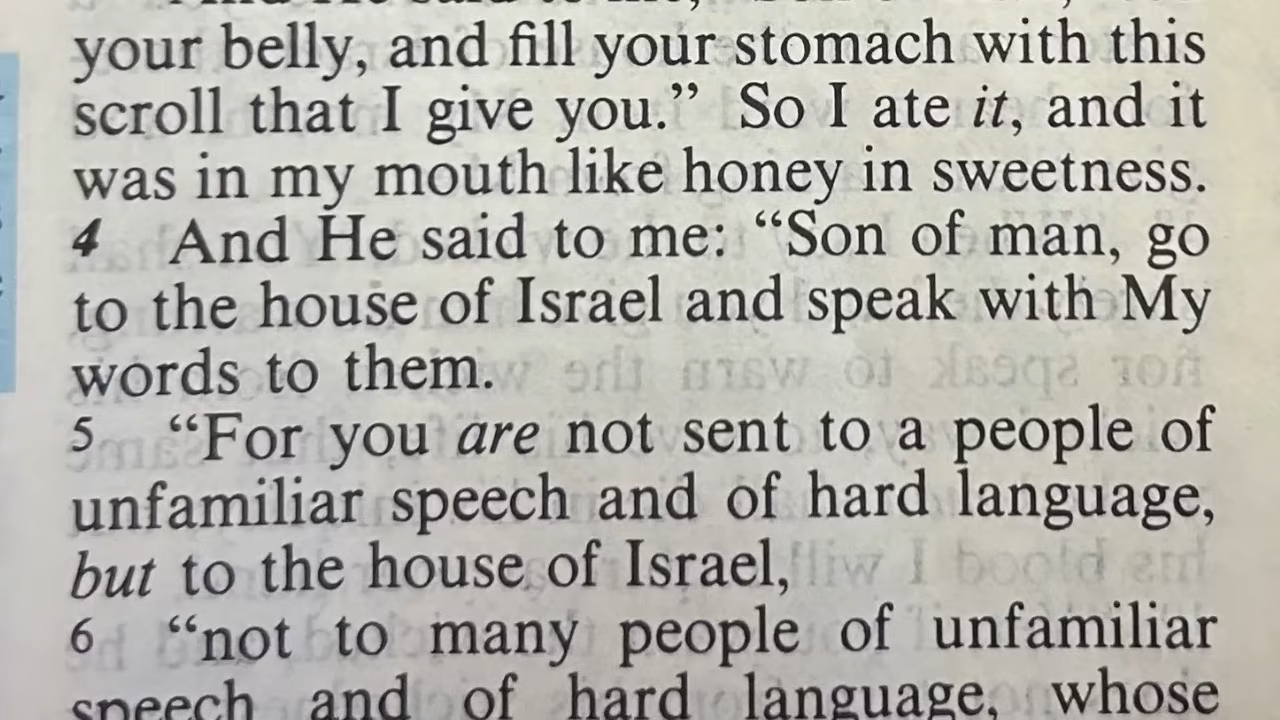 your belly, and fill your stomach with this
scroll that I give you.” So I ate it, and it
was in my mouth like honey in sweetness.
4 And He said to me: “Son of man, go
to the house of Israel and speak with My
words to them.
5 “For you are not sent to a people of
unfamiliar speech and of hard language,
but to the house of Israel,
6 “not to many people of unfamiliar
speech and of hard language, whose